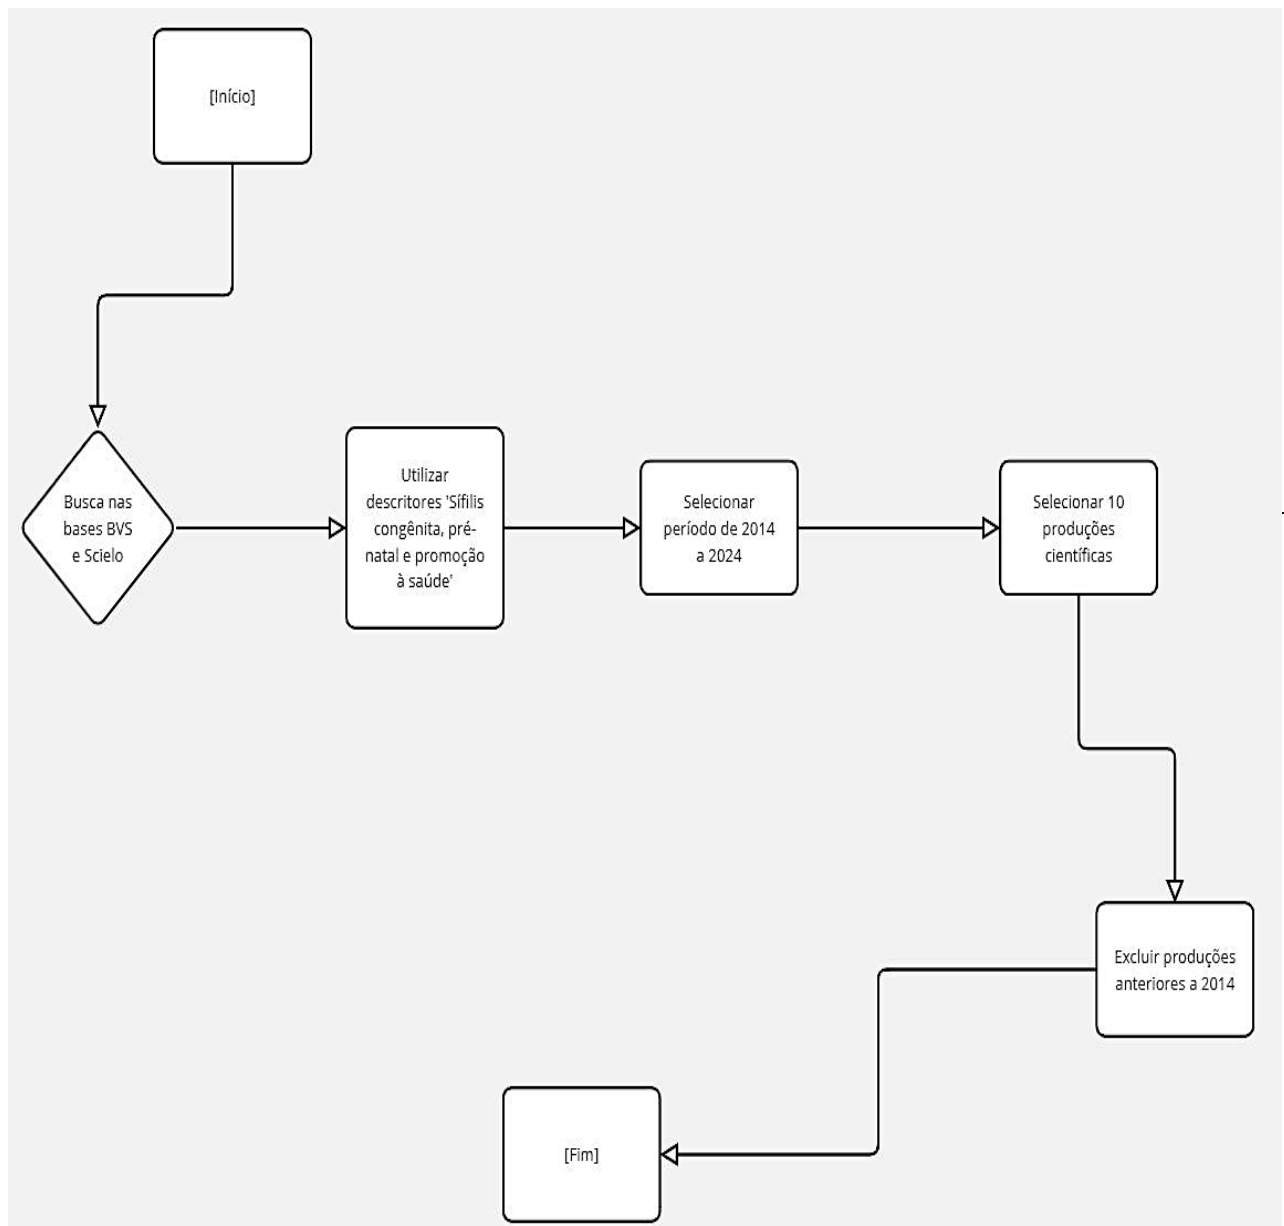 [Início]
Busca nas
bases BVS
e Scielo
Utilizar
descritores 'Sífilis
congênita, pré-
natal e promoção
à saúde'
Selecionar
período de 2014
a 2024
Selecionar 10
produções
científicas
Excluir produções
anteriores a 2014
[Fim]